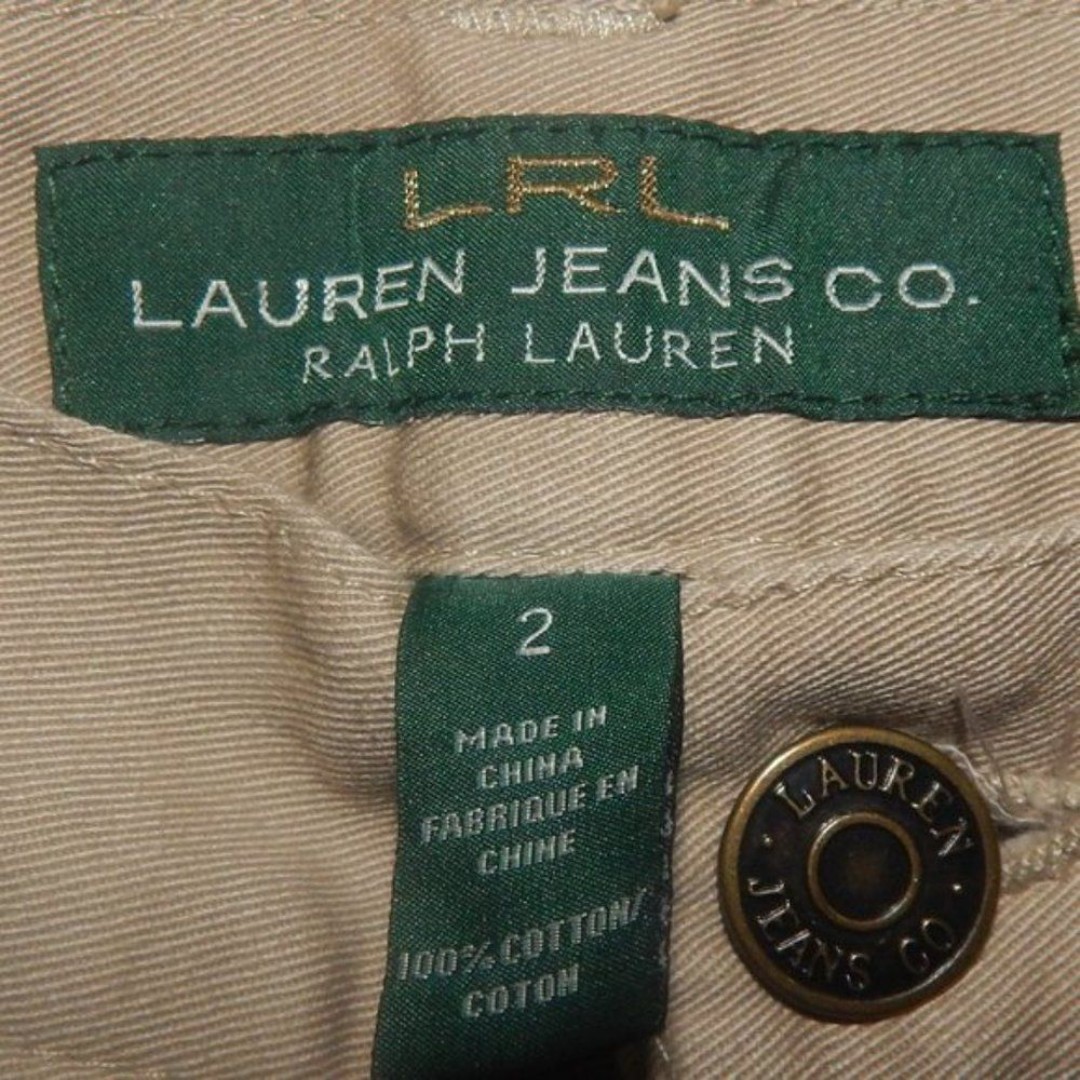 LRL
LAUREN JEANS CO.
RALPH LAUREN
2
MADE IN
CHINA
FABRIQUE EN
CHINE
100% COTTON/
COTON
LAUREN
JEANS CO